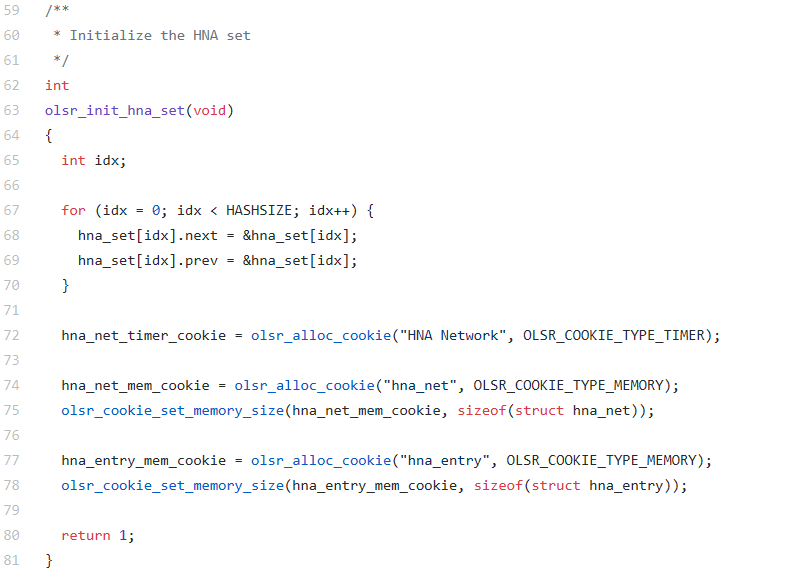 59 /**
60  * Initialize the HNA set
61  */
62 int
63 olsr_init_hna_set(void)
64 {
65   int idx;
66
67   for (idx = 0; idx < HASHSIZE; idx++) {
68     hna_set[idx].next = &hna_set[idx];
69     hna_set[idx].prev = &hna_set[idx];
70   }
71
72   hna_net_timer_cookie = olsr_alloc_cookie("HNA Network", OLSR_COOKIE_TYPE_TIMER);
73
74   hna_net_mem_cookie = olsr_alloc_cookie("hna_net", OLSR_COOKIE_TYPE_MEMORY);
75   olsr_cookie_set_memory_size(hna_net_mem_cookie, sizeof(struct hna_net));
76
77   hna_entry_mem_cookie = olsr_alloc_cookie("hna_entry", OLSR_COOKIE_TYPE_MEMORY);
78   olsr_cookie_set_memory_size(hna_entry_mem_cookie, sizeof(struct hna_entry));
79
80   return 1;
81 }